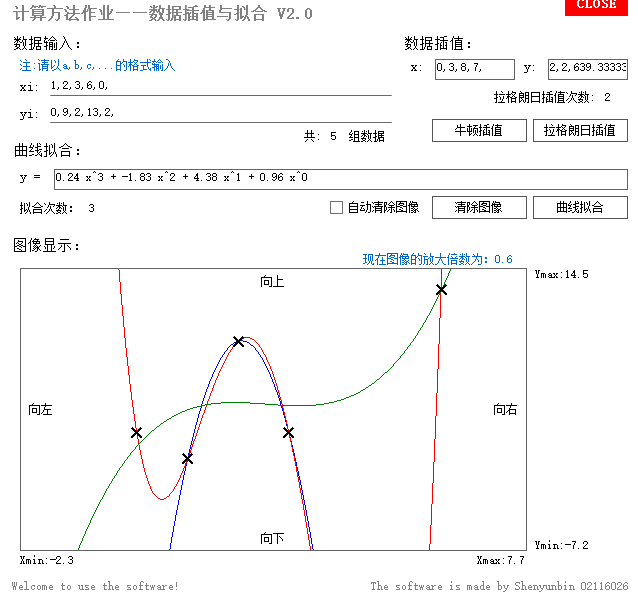 计算方法作业——数据插值与拟合 V2.0
CLOSE
数据输入：
注:请以a,b,c,...的格式输入
xi: 1,2,3,6,0,
yi: 0,9,2,13,2,
共: 5 组数据
数据插值：
x: 0,3,8,7, y: 2,2,639.33333
拉格朗日插值次数: 2
牛顿插值 拉格朗日插值
曲线拟合：
y = 0.24 x^3 + -1.83 x^2 + 4.38 x^1 + 0.96 x^0
拟合次数: 3
自动清除图像 清除图像 曲线拟合
图像显示：
现在图像的放大倍数为: 0.6
向上
Ymax:14.5
向左
向右
向下
Ymin:-7.2
Xmin:-2.3
Xmax:7.7
Welcome to use the software!
The software is made by Shenyunbin 02116026